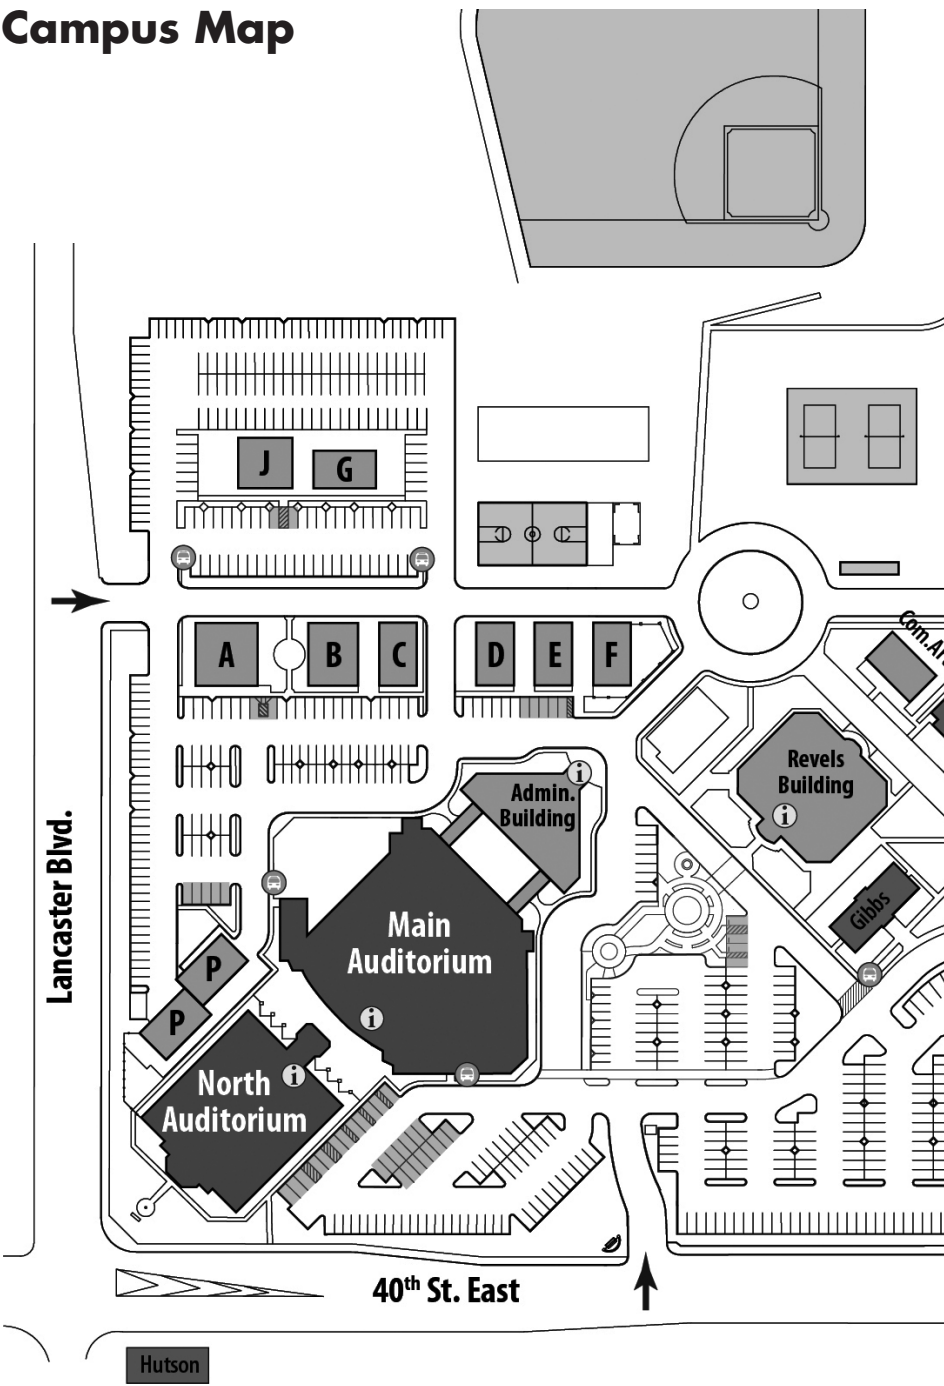 Campus Map
J
G
A
B
C
D
E
F
Revels
Building
Admin.
Building
i
i
Lancaster Blvd.
Main
Auditorium
Gibbs
P
P
i
North
Auditorium
i
40th St. East
Hutson